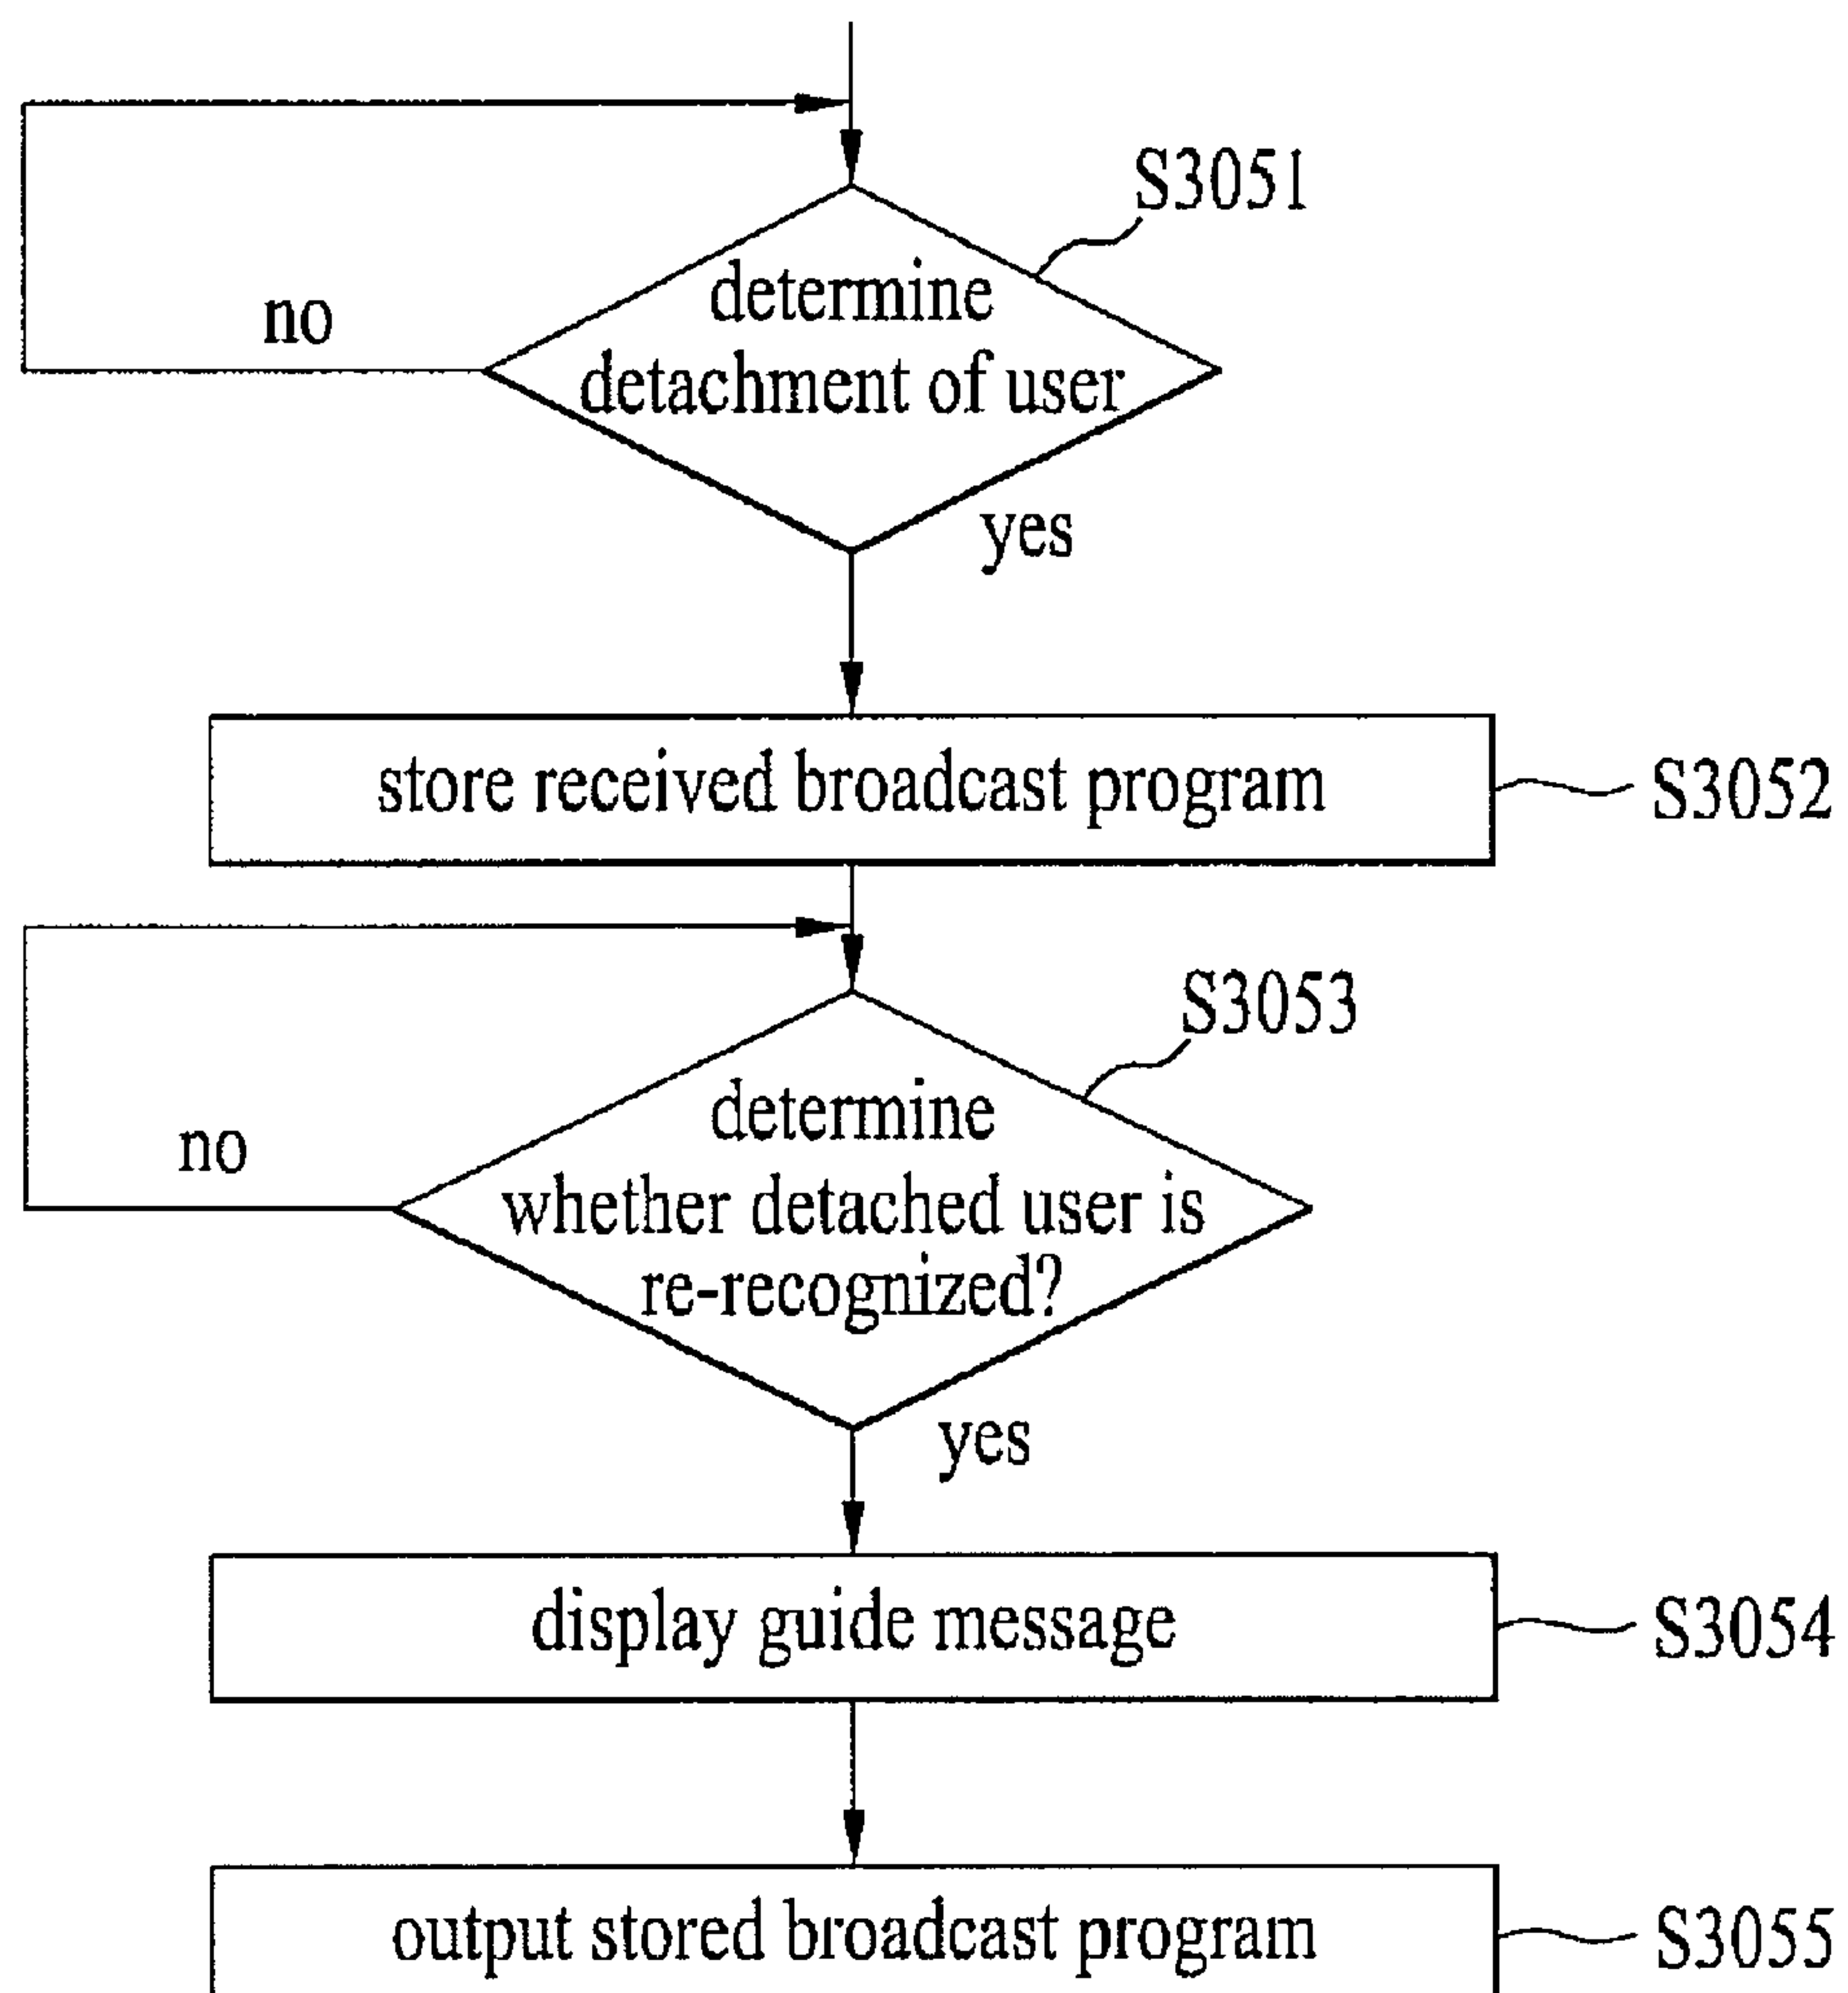 S3051
determine
detachment of user
no
yes
store received broadcast program
S3052
S3053
determine
whether detached user is
re-recognized?
no
yes
display guide message
S3054
output stored broadcast program
S3055